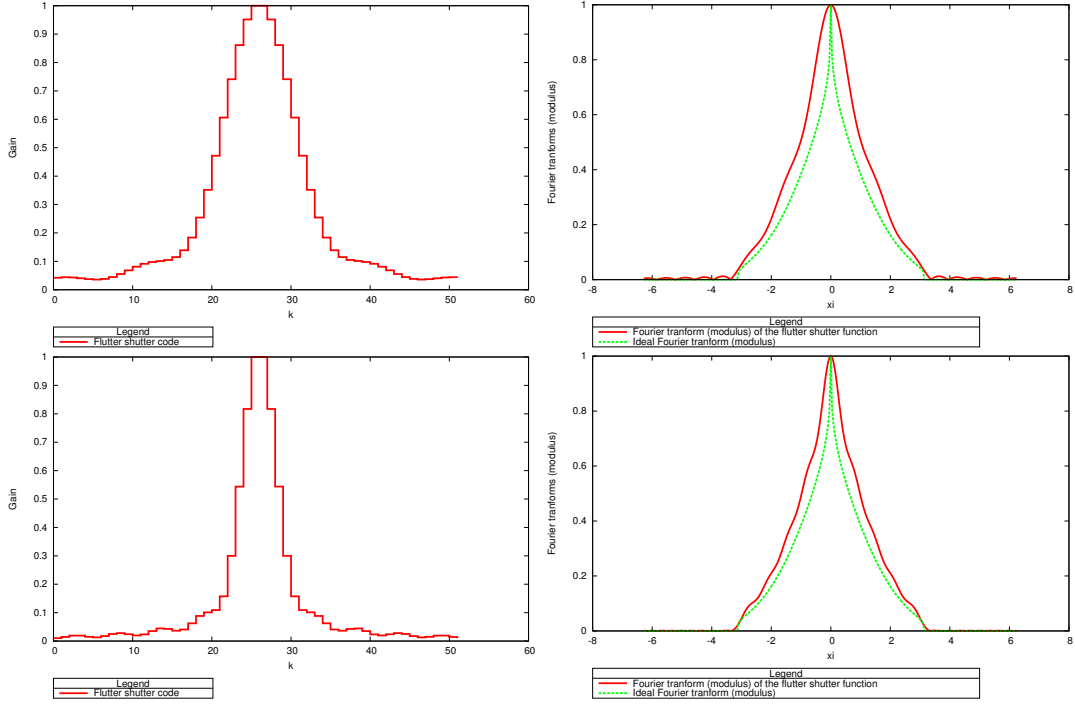 1
0.9
0.8
0.7
0.6
0.5
0.4
0.3
0.2
0.1
0
0 10 20 30 40 50 60
Gain
k
Legend
Flutter shutter code
1
0.8
0.6
0.4
0.2
0
-8 -6 -4 -2 0 2 4 6 8
Fourier tranforms (modulus)
xi
Legend
Fourier tranform (modulus) of the flutter shutter function
Ideal Fourier tranform (modulus)
1
0.9
0.8
0.7
0.6
0.5
0.4
0.3
0.2
0.1
0
0 10 20 30 40 50 60
Gain
k
Legend
Flutter shutter code
1
0.8
0.6
0.4
0.2
0
-8 -6 -4 -2 0 2 4 6 8
Fourier tranforms (modulus)
xi
Legend
Fourier tranform (modulus) of the flutter shutter function
Ideal Fourier tranform (modulus)